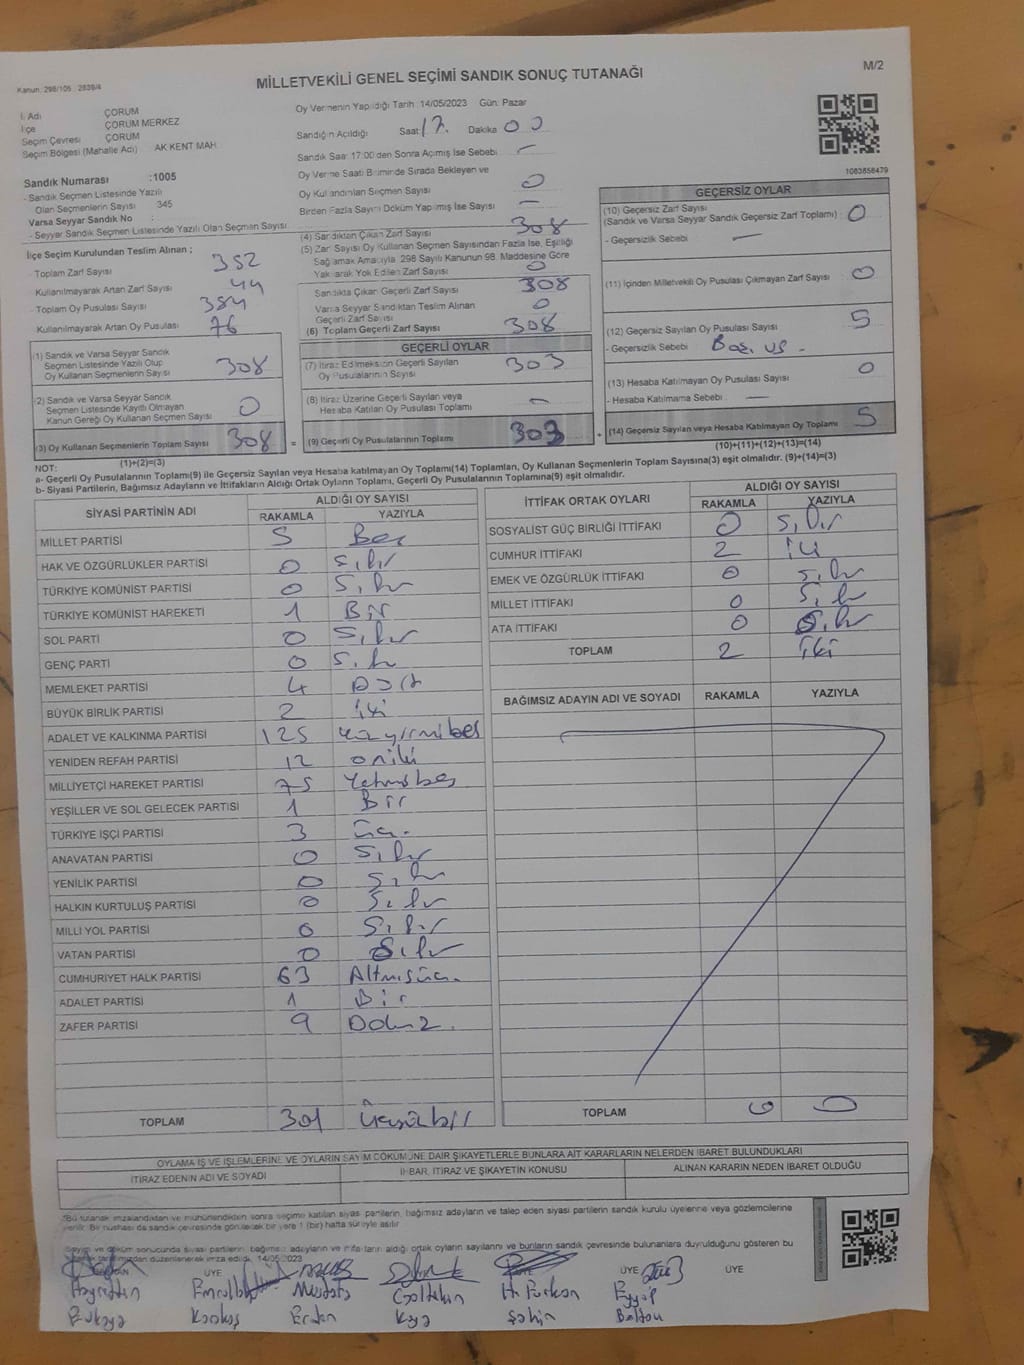 Kanun: 298/105 , 2839/4
MİLLETVEKİLİ GENEL SEÇİMİ SANDIK SONUÇ TUTANAĞI
M/2
İl Adı ÇORUM
İlçe ÇORUM MERKEZ
Seçim Çevresi ÇORUM
Seçim Bölgesi (Mahalle Adı) AK KENT MAH.
Sandık Numarası :1005
- Sandık Seçmen Listesinde Yazılı
Olan Seçmenlerin Sayısı 345
Varsa Seyyar Sandık No :
- Seyyar Sandık Seçmen Listesinde Yazılı Olan Seçmen Sayısı
İlçe Seçim Kurulundan Teslim Alınan ;
- Toplam Zarf Sayısı 352
Kullanılmayarak Artan Zarf Sayısı 44
- Toplam Oy Pusulası Sayısı 384
Kullanılmayarak Artan Oy Pusulası 76
Oy Vermenin Yapıldığı Tarih :14/05/2023 Gün: Pazar
Sandığın Açıldığı Saat 17. Dakika 00
Sandık Saat 17:00'den Sonra Açılmış İse Sebebi —
Oy Verme Saati Bitiminde Sırada Bekleyen ve
Oy Kullandırılan Seçmen Sayısı 0
Birden Fazla Sayım Döküm Yapılmış İse Sayısı —
(4) Sandıktan Çıkan Zarf Sayısı 308
(5) Zarf Sayısı Oy Kullanan Seçmen Sayısından Fazla İse, Eşitliği
Sağlamak Amacıyla 298 Sayılı Kanunun 98. Maddesine Göre
Yakılarak Yok Edilen Zarf Sayısı 0
Sandıkta Çıkan Geçerli Zarf Sayısı 308
Varsa Seyyar Sandıktan Teslim Alınan
Geçerli Zarf Sayısı 0
(6) Toplam Geçerli Zarf Sayısı 308
1083858479
GEÇERSİZ OYLAR
(10) Geçersiz Zarf Sayısı
(Sandık ve Varsa Seyyar Sandık Geçersiz Zarf Toplamı) 0
- Geçersizlik Sebebi —
(11) İçinden Milletvekili Oy Pusulası Çıkmayan Zarf Sayısı 0
(12) Geçersiz Sayılan Oy Pusulası Sayısı 5
- Geçersizlik Sebebi
(13) Hesaba Katılmayan Oy Pusulası Sayısı 0
- Hesaba Katılmama Sebebi —
(14) Geçersiz Sayılan veya Hesaba Katılmayan Oy Toplamı 5
(10)+(11)+(12)+(13)=(14)
(1) Sandık ve Varsa Seyyar Sandık
Seçmen Listesinde Yazılı Olup
Oy Kullanan Seçmenlerin Sayısı 308
(2) Sandık ve Varsa Seyyar Sandık
Seçmen Listesinde Kayıtlı Olmayan
Kanun Gereği Oy Kullanan Seçmen Sayısı 0
(3) Oy Kullanan Seçmenlerin Toplam Sayısı 308 =
(1)+(2)=(3)
GEÇERLİ OYLAR
(7) İtiraz Edilmeksizin Geçerli Sayılan
Oy Pusulalarının Sayısı 303
(8) İtiraz Üzerine Geçerli Sayılan veya
Hesaba Katılan Oy Pusulası Toplamı —
(9) Geçerli Oy Pusulalarının Toplamı 303 +
NOT:
a- Geçerli Oy Pusulalarının Toplamı(9) ile Geçersiz Sayılan veya Hesaba katılmayan Oy Toplamı(14) Toplamları, Oy Kullanan Seçmenlerin Toplam Sayısına(3) eşit olmalıdır. (9)+(14)=(3)
b- Siyasi Partilerin, Bağımsız Adayların ve İttifakların Aldığı Ortak Oyların Toplamı, Geçerli Oy Pusulalarının Toplamına(9) eşit olmalıdır.
SİYASİ PARTİNİN ADI ALDIĞI OY SAYISI
RAKAMLA YAZIYLA
MİLLET PARTİSİ 5 Beş
HAK VE ÖZGÜRLÜKLER PARTİSİ 0 Sıfır
TÜRKİYE KOMÜNİST PARTİSİ 0 Sıfır
TÜRKİYE KOMÜNİST HAREKETİ 1 Bir
SOL PARTİ 0 Sıfır
GENÇ PARTİ 0 Sıfır
MEMLEKET PARTİSİ 4 Dört
BÜYÜK BİRLİK PARTİSİ 2 iki
ADALET VE KALKINMA PARTİSİ 125 yüzyirmibeş
YENİDEN REFAH PARTİSİ 12 oniki
MİLLİYETÇİ HAREKET PARTİSİ 75 Yetmişbeş
YEŞİLLER VE SOL GELECEK PARTİSİ 1 Bir
TÜRKİYE İŞÇİ PARTİSİ 3 üç.
ANAVATAN PARTİSİ 0 Sıfır
YENİLİK PARTİSİ 0 Sıfır
HALKIN KURTULUŞ PARTİSİ 0 Sıfır
MİLLİ YOL PARTİSİ 0 Sıfır
VATAN PARTİSİ 0 Sıfır
CUMHURİYET HALK PARTİSİ 63 Altmışüç.
ADALET PARTİSİ 1 Bir
ZAFER PARTİSİ 9 Dokuz.
TOPLAM 301 Üçyüzbir
İTTİFAK ORTAK OYLARI ALDIĞI OY SAYISI
RAKAMLA YAZIYLA
SOSYALİST GÜÇ BİRLİĞİ İTTİFAKI 0 Sıfır
CUMHUR İTTİFAKI 2 iki
EMEK VE ÖZGÜRLÜK İTTİFAKI 0 Sıfır
MİLLET İTTİFAKI 0 Sıfır
ATA İTTİFAKI 0 Sıfır
TOPLAM 2 iki
BAĞIMSIZ ADAYIN ADI VE SOYADI RAKAMLA YAZIYLA
TOPLAM 0 0
OYLAMA İŞ VE İŞLEMLERİNE VE OYLARIN SAYIM DÖKÜMÜNE DAİR ŞİKAYETLERLE BUNLARA AİT KARARLARIN NELERDEN İBARET BULUNDUKLARI
İTİRAZ EDENİN ADI VE SOYADI İHBAR, İTİRAZ VE ŞİKAYETİN KONUSU ALINAN KARARIN NEDEN İBARET OLDUĞU
*Bu tutanak imzalandıktan ve mühürlendikten sonra seçime katılan siyasi partilerin, bağımsız adayların ve talep eden siyasi partilerin sandık kurulu üyelerine veya gözlemcilerine
verilir. Bir nüshası da sandık çevresinde görülecek bir yere 1 (bir) hafta süreyle asılır.
Sayım ve döküm sonucunda siyasi partilerin, bağımsız adayların ve ittifakların aldığı ortak oyların sayılarını ve bunların sandık çevresinde bulunanlara duyrulduğunu gösteren bu
tutanak tarafımızdan düzenlenerek imza edildi. 14/05/2023
BAŞKAN ÜYE ÜYE ÜYE ÜYE
Hayrettin Emrullah Mustafa Gültekin H. Furkan Eyyüp
Karakaş Erdan Kaya Şahin Baltau